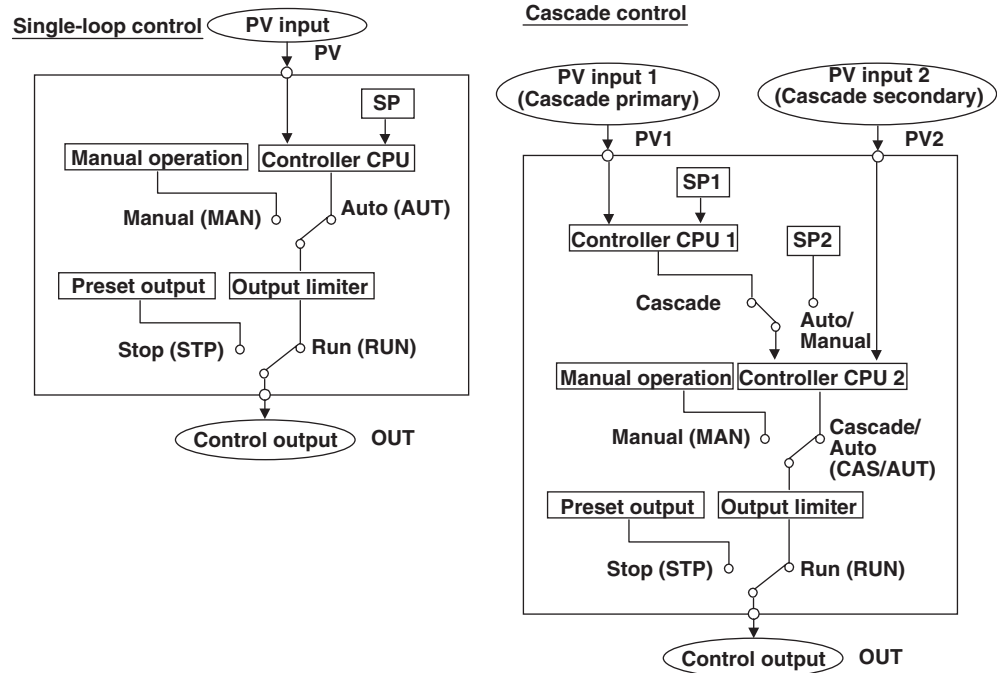 Single-loop control
PV input
PV
SP
Manual operation
Controller CPU
Manual (MAN)
Auto (AUT)
Preset output
Output limiter
Stop (STP)
Run (RUN)
Control output
OUT
Cascade control
PV input 1
(Cascade primary)
PV input 2
(Cascade secondary)
PV1
PV2
SP1
Controller CPU 1
SP2
Cascade
Auto/
Manual
Manual operation
Controller CPU 2
Manual (MAN)
Cascade/
Auto
(CAS/AUT)
Preset output
Output limiter
Stop (STP)
Run (RUN)
Control output
OUT